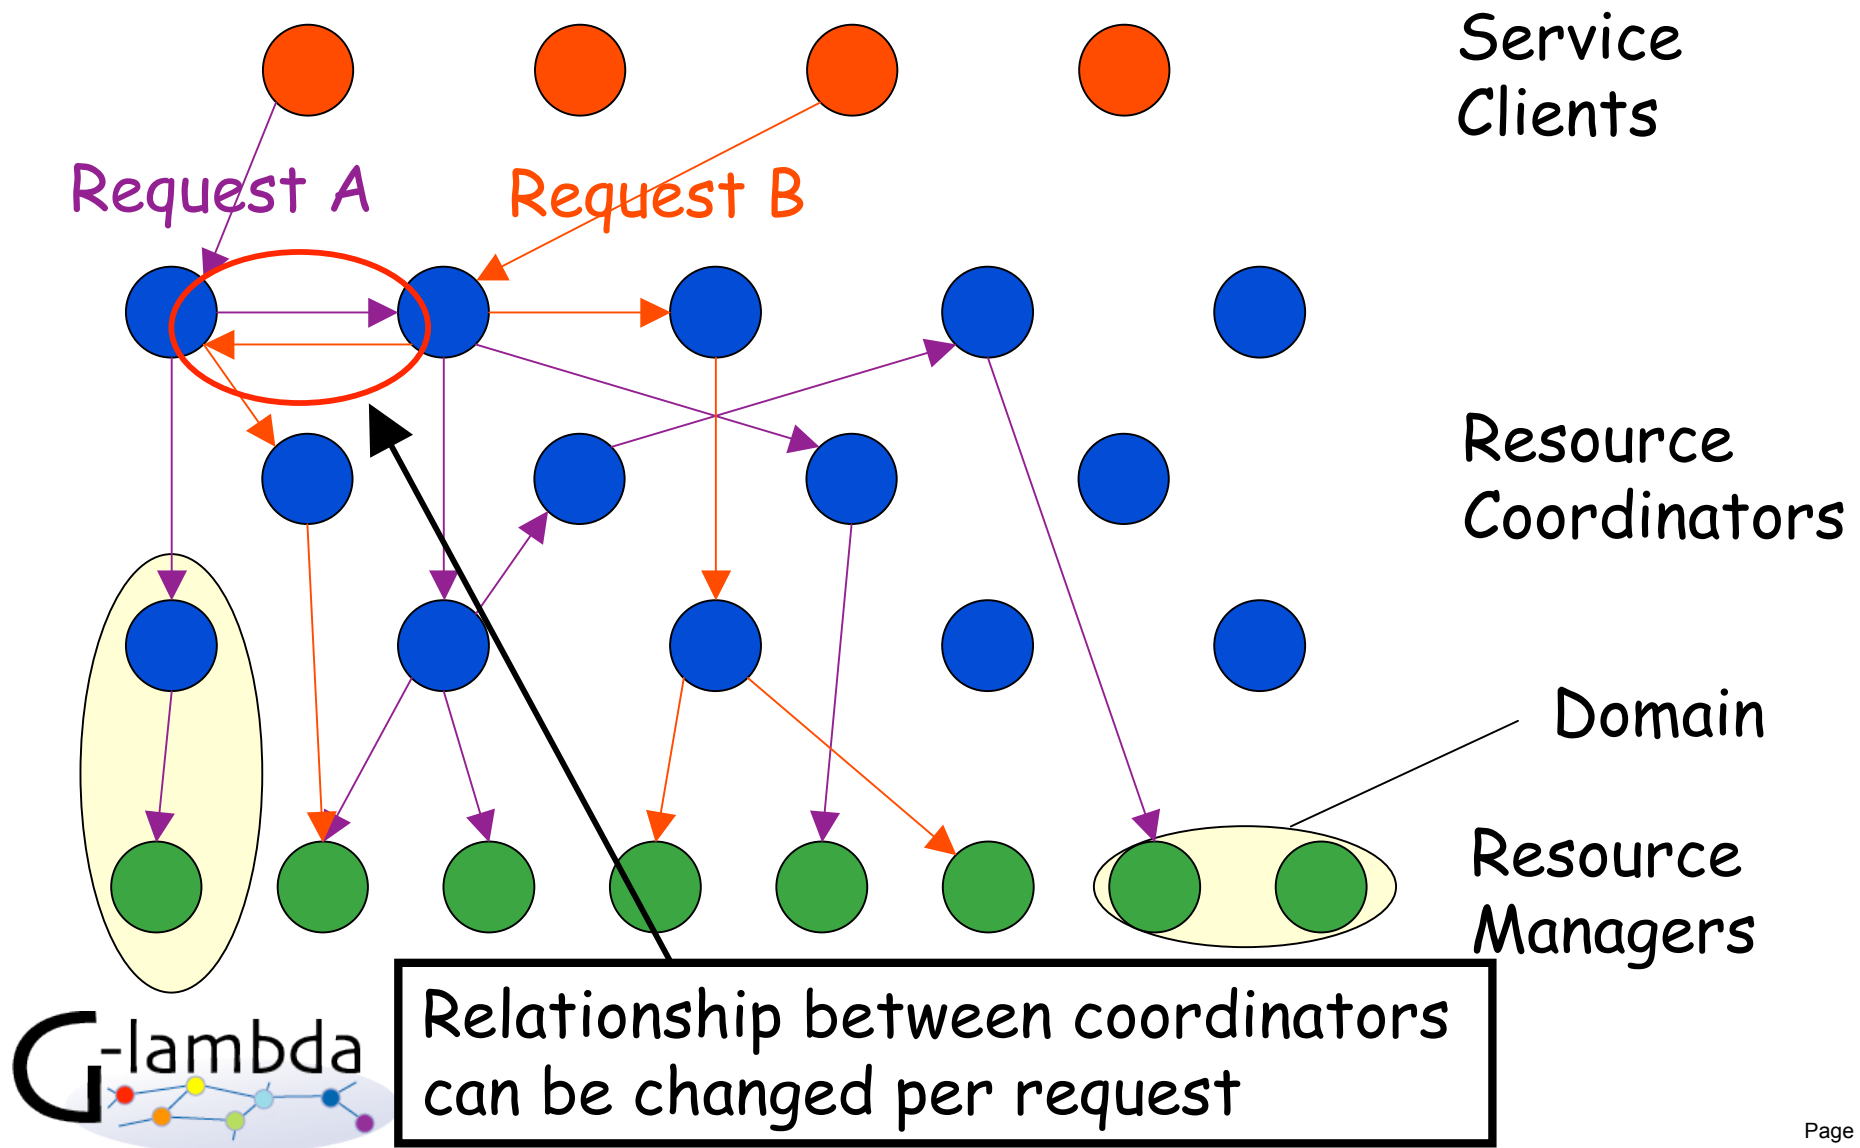 Service
Clients
Request A
Request B
Resource
Coordinators
Domain
Resource
Managers
Relationship between coordinators
can be changed per request
G-lambda
Page